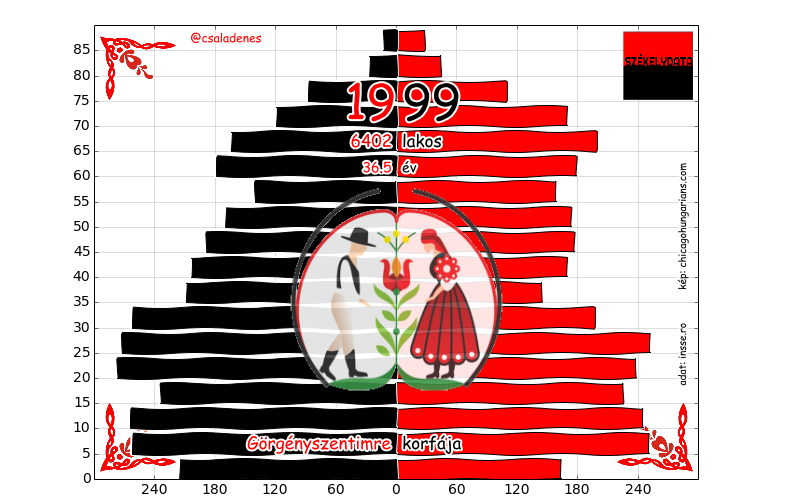 @csaladenes
SZÉKELYDATA
1999
6402 lakos
36.5 év
kép: chicagohungarians.com
adat: insse.ro
Görgényszentimre korfája
85
80
75
70
65
60
55
50
45
40
35
30
25
20
15
10
5
0
240 180 120 60 0 60 120 180 240